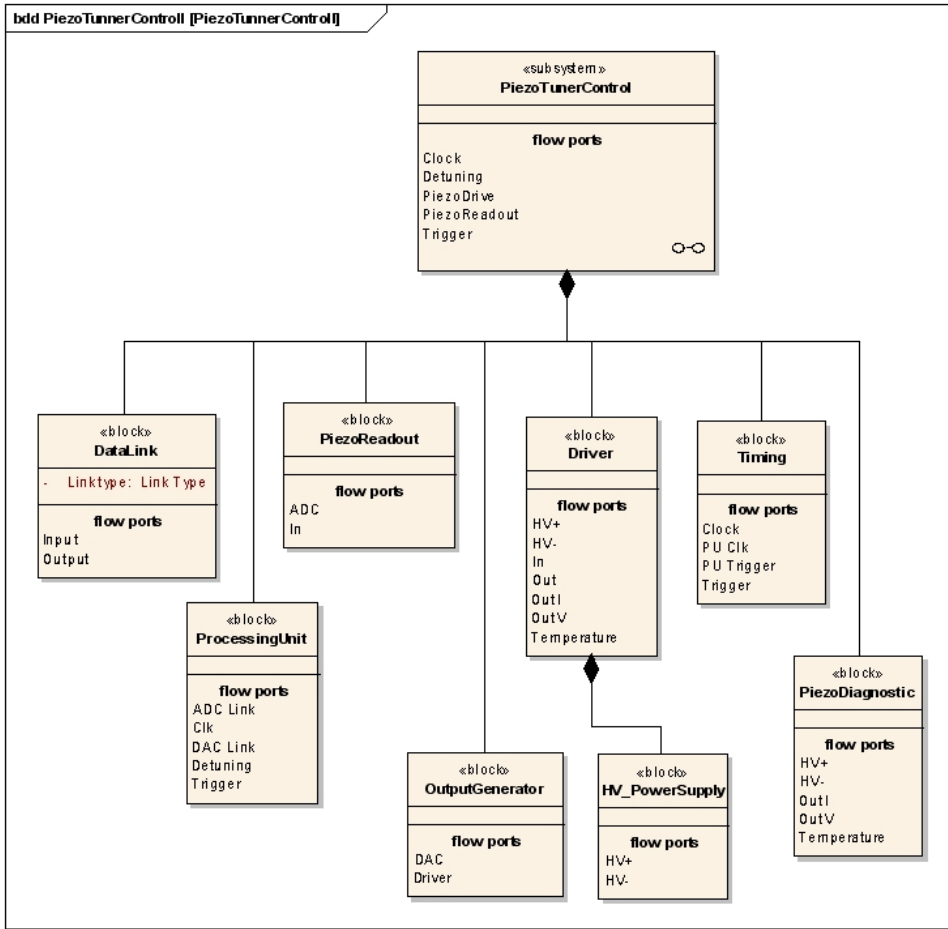 bdd PiezoTunnerControll [PiezoTunnerControll]
«subsystem»
PiezoTunerControl
flow ports
Clock
Detuning
PiezoDrive
PiezoReadout
Trigger
«block»
DataLink
- Linktype: Link Type
flow ports
Input
Output
«block»
ProcessingUnit
flow ports
ADC Link
Clk
DAC Link
Detuning
Trigger
«block»
PiezoReadout
flow ports
ADC
In
«block»
OutputGenerator
flow ports
DAC
Driver
«block»
Driver
flow ports
HV+
HV-
In
Out
OutI
OutV
Temperature
«block»
HV_PowerSupply
flow ports
HV+
HV-
«block»
Timing
flow ports
Clock
PU Clk
PU Trigger
Trigger
«block»
PiezoDiagnostic
flow ports
HV+
HV-
OutI
OutV
Temperature